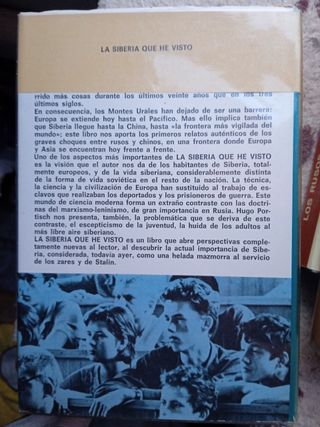 LA SIBERIA QUE HE VISTO
rrido más cosas durante los últimos veinte años que en los tres
últimos siglos.
En consecuencia, los Montes Urales han dejado de ser una barrera:
Europa se extiende hoy hasta el Pacífico. Mas ello implica también
que Siberia llegue hasta la China, hasta «la frontera más vigilada del
mundo»; este libro nos aporta los primeros relatos auténticos de los
graves choques entre rusos y chinos, en una frontera donde Europa
y Asia se encuentran hoy frente a frente.
Uno de los aspectos más importantes de LA SIBERIA QUE HE VISTO
es la visión que el autor nos da de los habitantes de Siberia, total-
mente europeos, y de la vida siberiana, considerablemente distinta
de la forma de vida soviética en el resto de la nación. La técnica,
la ciencia y la civilización de Europa han sustituido al trabajo de es-
clavos que realizaban los deportados y los prisioneros de guerra. Este
mundo de ciencia moderna forma un extraño contraste con las doctri-
nas del marxismo-leninismo, de gran importancia en Rusia. Hugo Por-
tisch nos presenta, también, la problemática que se deriva de este
contraste, el escepticismo de la juventud, la huida de los adultos al
más libre aire siberiano.
LA SIBERIA QUE HE VISTO es un libro que abre perspectivas comple-
tamente nuevas al lector, al descubrir la actual importancia de Sibe-
ria, considerada, todavía ayer, como una helada mazmorra al servicio
de los zares y de Stalin.
LOS RUSOS